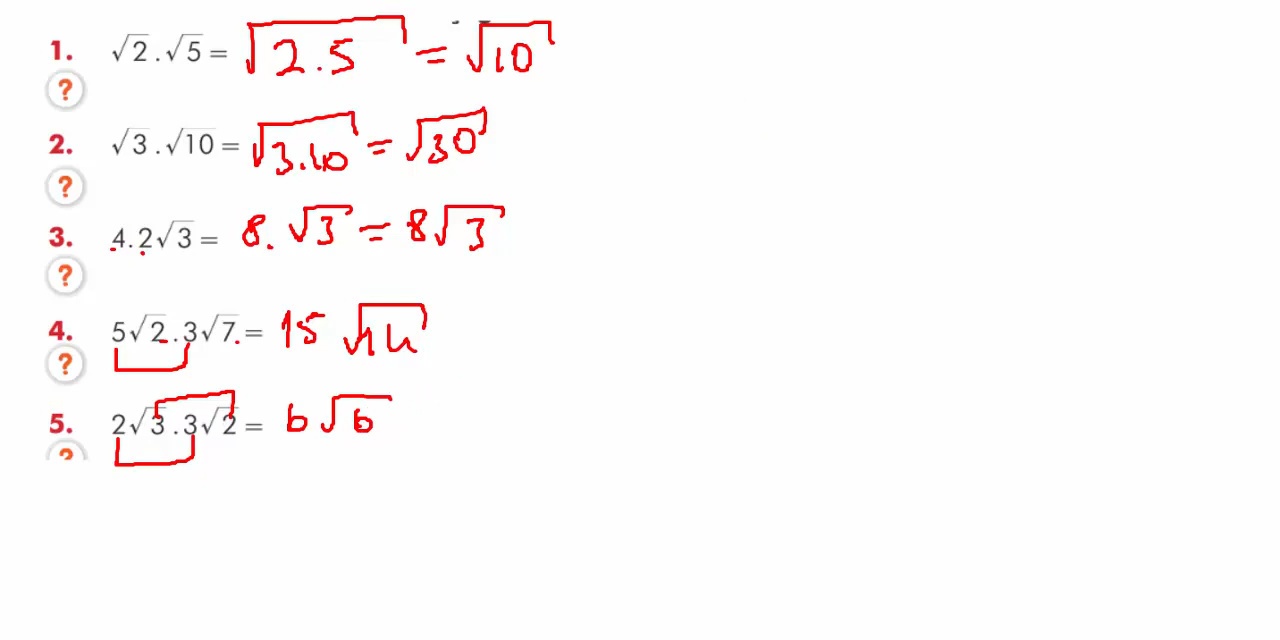 1. √2 . √5 = √2.5 = √10
?
2. √3 . √10 = √3.10 = √30
?
3. 4. 2√3 = 8. √3 = 8√3
?
4. 5√2 . 3√7 = 15 √14
?
5. 2√3 . 3√2 = 6√6
?